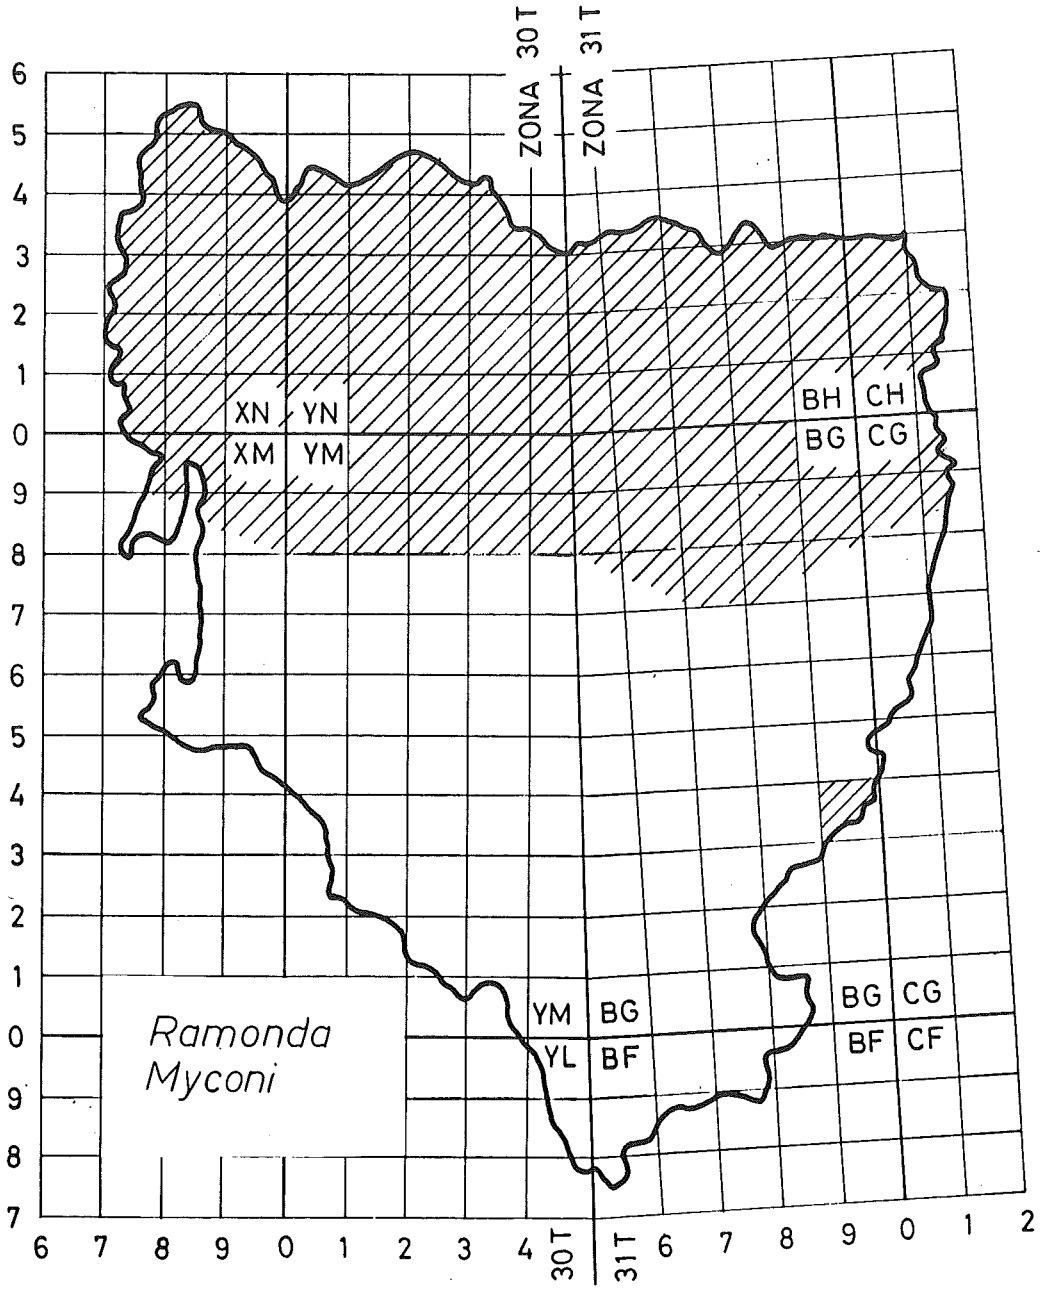 ZONA 30T
ZONA 31T
6
5
4
3
2
1
0
9
8
7
6
5
4
3
2
1
0
9
8
7
XN YN
XM YM
BH CH
BG CG
YM BG
YL BF
BG CG
BF CF
Ramonda
Myconi
6 7 8 9 0 1 2 3 4 30T 31T 6 7 8 9 0 1 2